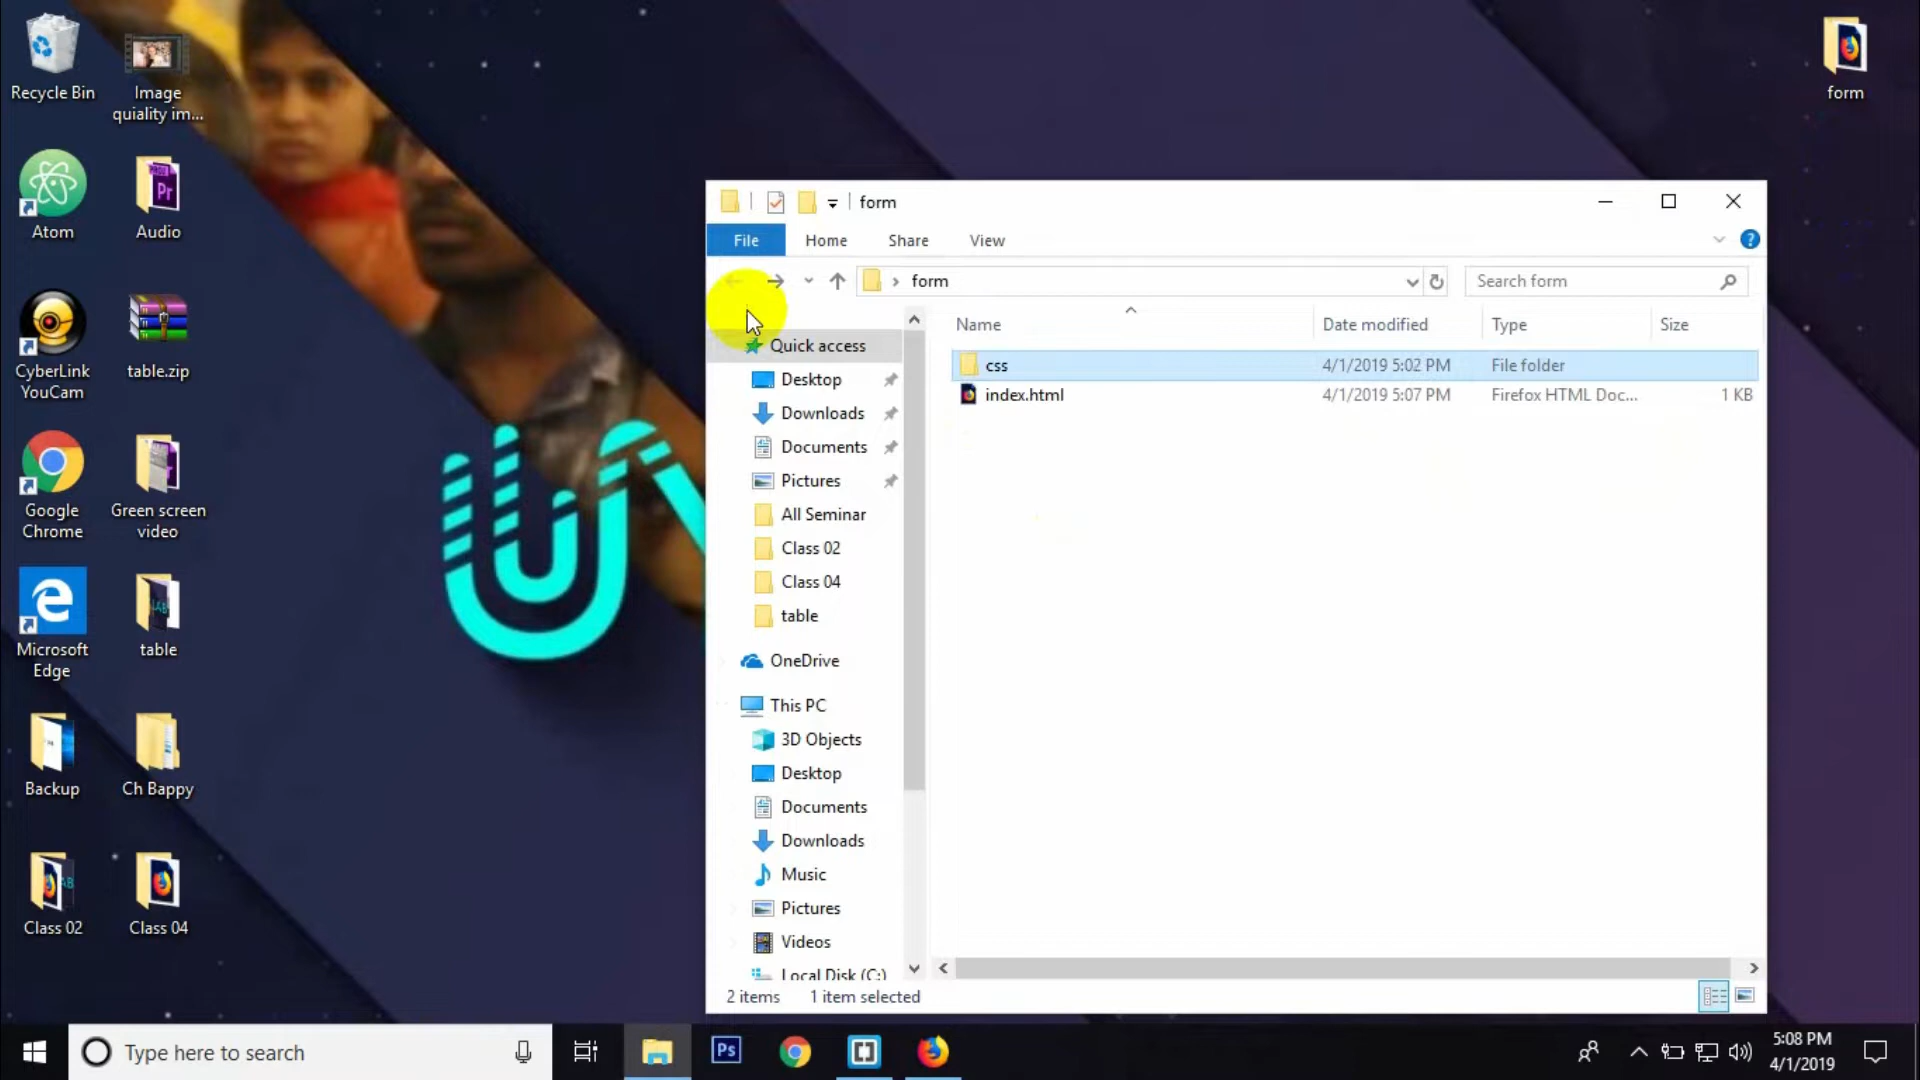 Recycle Bin
Image
quiality im...
form
Atom
Audio
CyberLink
YouCam
table.zip
Google
Chrome
Green screen
video
Microsoft
Edge
table
Backup
Ch Bappy
Class 02
Class 04
form
File
Home
Share
View
form
Search form
Name
Date modified
Type
Size
css
4/1/2019 5:02 PM
File folder
index.html
4/1/2019 5:07 PM
Firefox HTML Doc...
1 KB
Quick access
Desktop
Downloads
Documents
Pictures
All Seminar
Class 02
Class 04
table
OneDrive
This PC
3D Objects
Desktop
Documents
Downloads
Music
Pictures
Videos
Local Disk (C:)
2 items
1 item selected
Type here to search
Ps
5:08 PM
4/1/2019